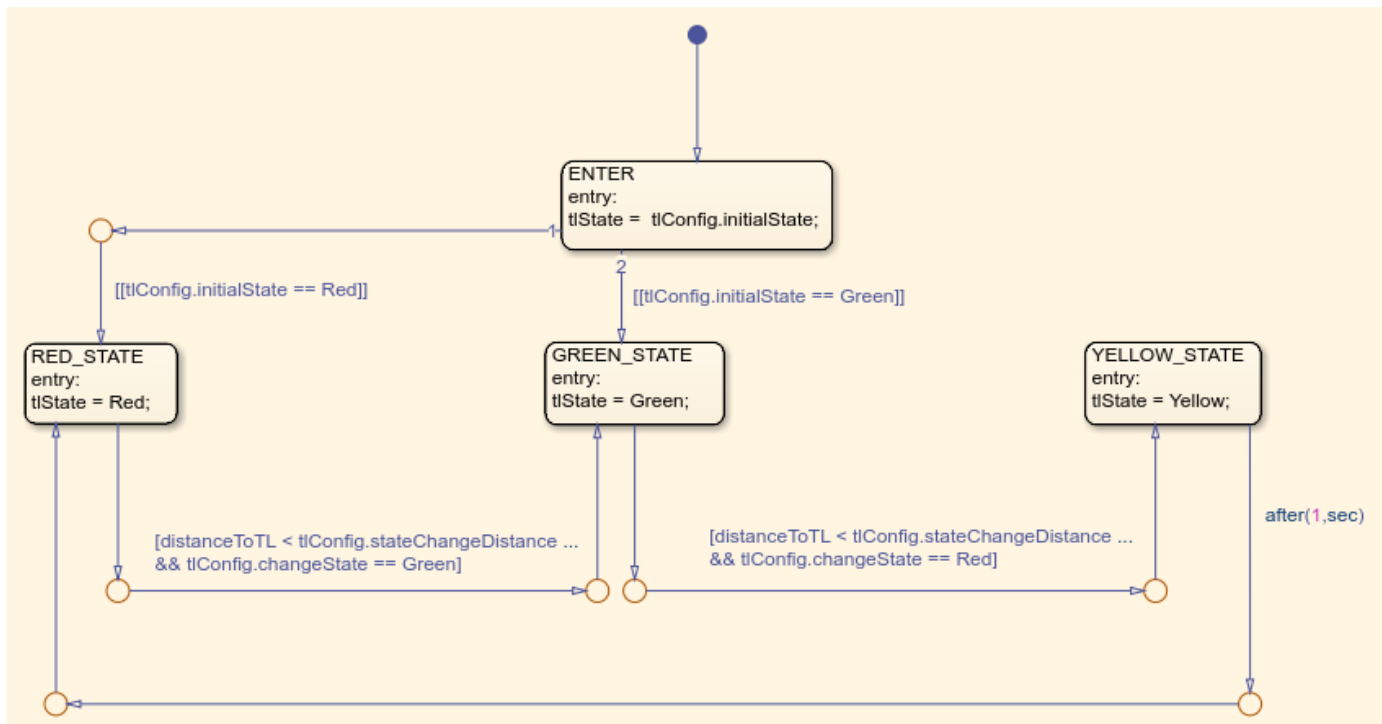 ENTER
entry:
tlState =  tlConfig.initialState;
1
2
[[tlConfig.initialState == Red]]
[[tlConfig.initialState == Green]]
RED_STATE
entry:
tlState = Red;
GREEN_STATE
entry:
tlState = Green;
YELLOW_STATE
entry:
tlState = Yellow;
[distanceToTL < tlConfig.stateChangeDistance ...
&& tlConfig.changeState == Green]
[distanceToTL < tlConfig.stateChangeDistance ...
&& tlConfig.changeState == Red]
after(1,sec)